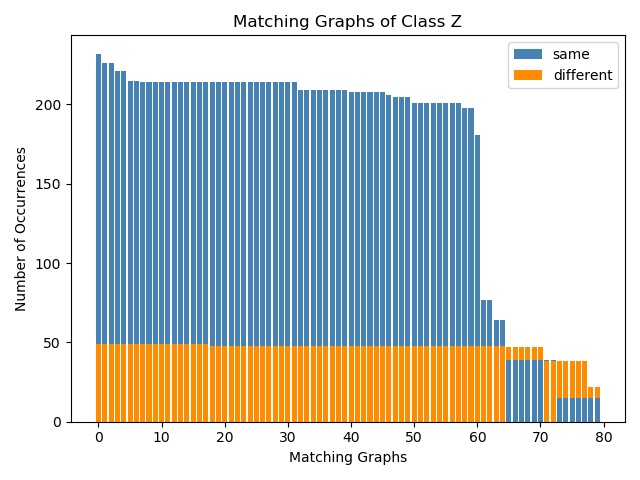 Matching Graphs of Class Z
same
different
Number of Occurrences
200
150
100
50
0
0 10 20 30 40 50 60 70 80
Matching Graphs